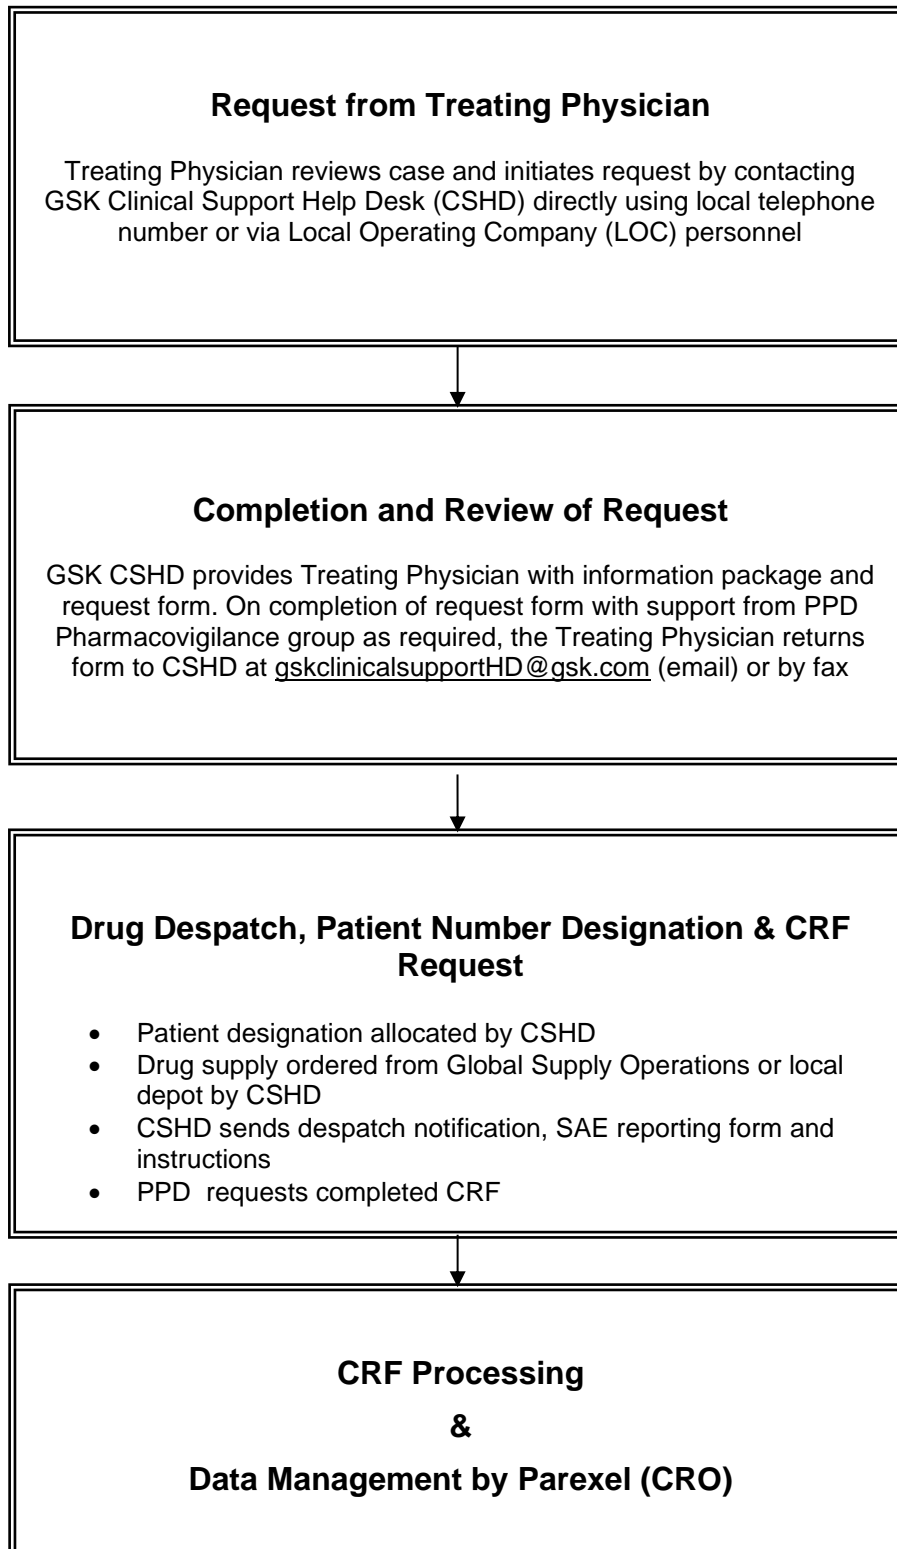 Request from Treating Physician
Treating Physician reviews case and initiates request by contacting
GSK Clinical Support Help Desk (CSHD) directly using local telephone
number or via Local Operating Company (LOC) personnel
Completion and Review of Request
GSK CSHD provides Treating Physician with information package and
request form. On completion of request form with support from PPD
Pharmacovigilance group as required, the Treating Physician returns
form to CSHD at gskclinicalsupportHD@gsk.com (email) or by fax
Drug Despatch, Patient Number Designation & CRF
Request
• Patient designation allocated by CSHD
• Drug supply ordered from Global Supply Operations or local
depot by CSHD
• CSHD sends despatch notification, SAE reporting form and
instructions
• PPD requests completed CRF
CRF Processing
&
Data Management by Parexel (CRO)